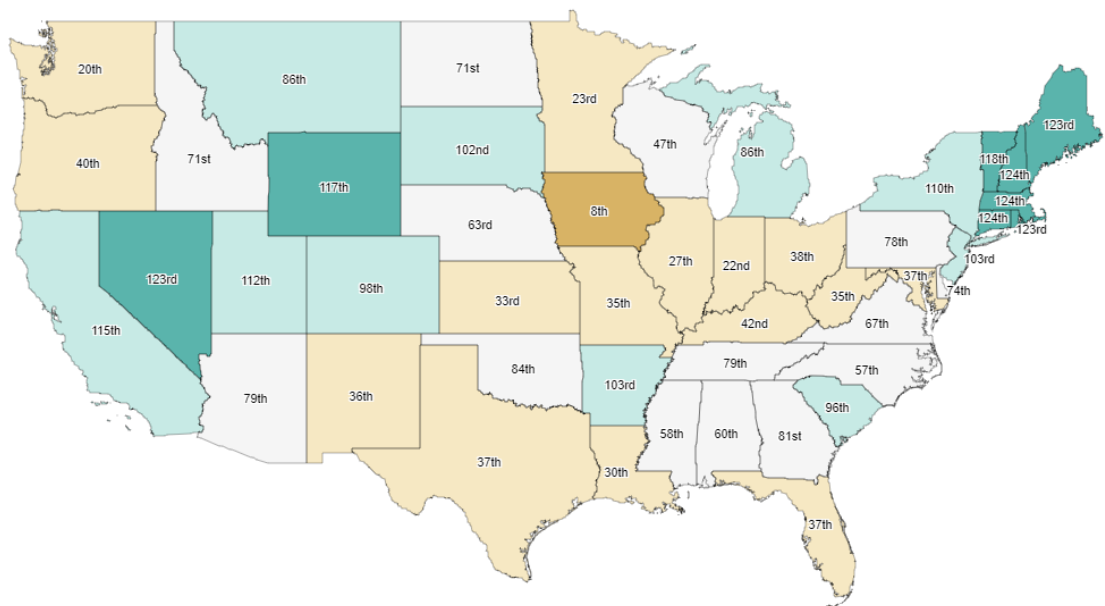 20th
86th
71st
23rd
40th
71st
102nd
47th
86th
123rd
118th
124th
110th
124th
124th
123rd
117th
8th
63rd
78th
103rd
123rd
112th
98th
33rd
35th
27th
22nd
38th
37th
74th
35th
115th
42nd
67th
79th
36th
84th
103rd
79th
57th
96th
37th
30th
58th
60th
81st
37th